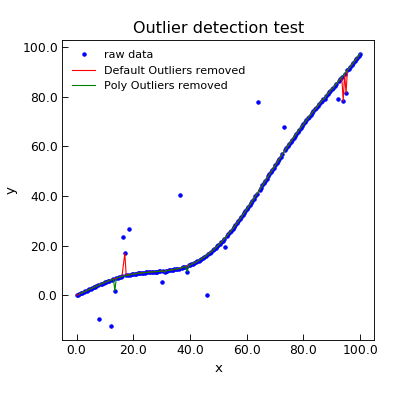 Outlier detection test
100.0
80.0
60.0
40.0
20.0
0.0
y
raw data
Default Outliers removed
Poly Outliers removed
0.0 20.0 40.0 60.0 80.0 100.0
x